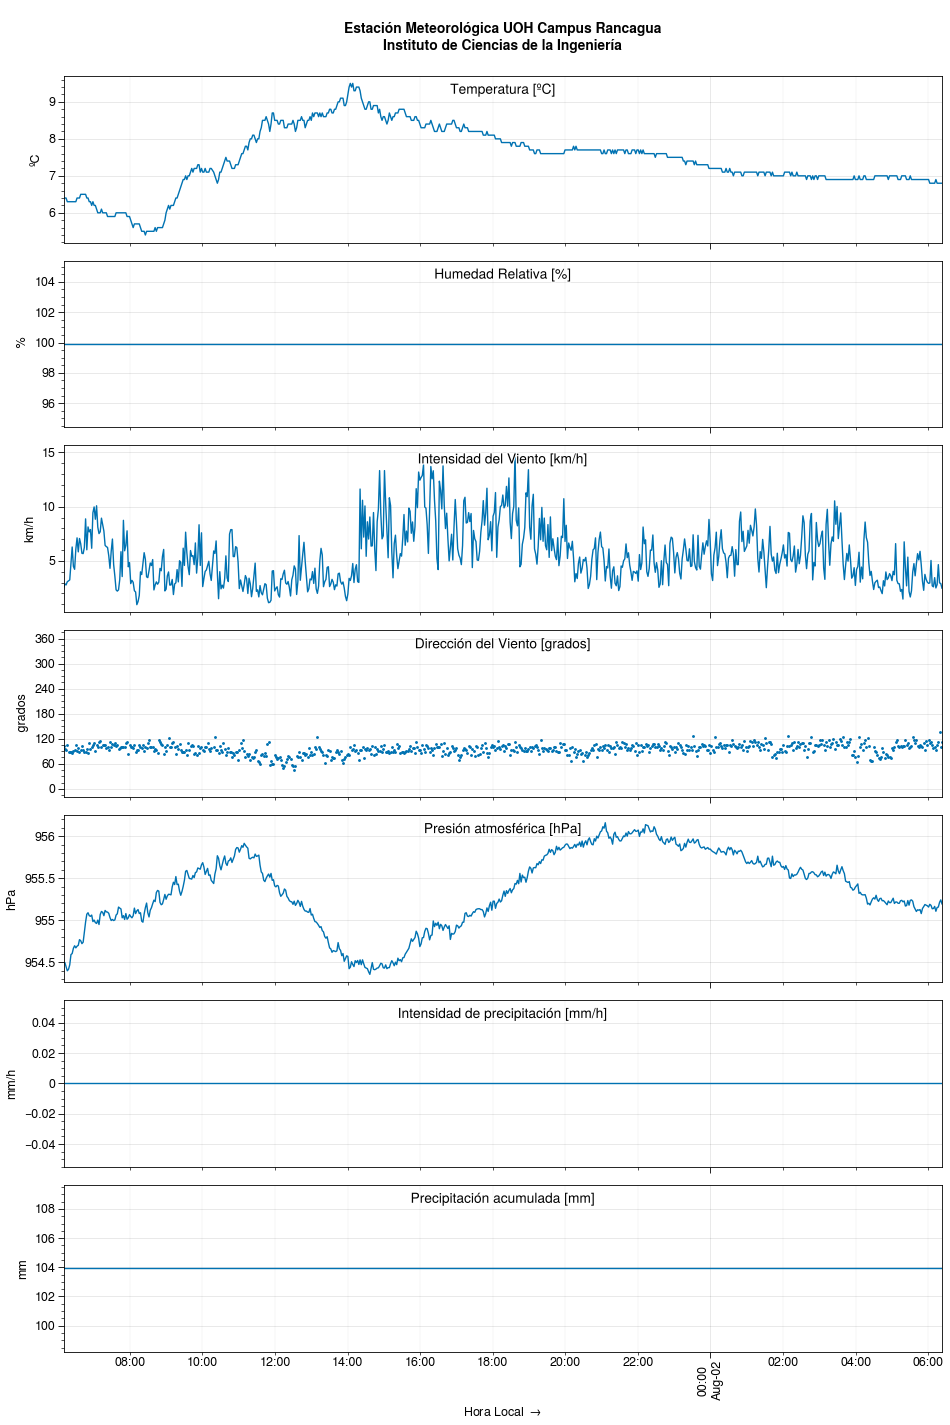 Estación Meteorológica UOH Campus Rancagua
Instituto de Ciencias de la Ingeniería
Temperatura [ºC]
9
8
7
6
ºC
Humedad Relativa [%]
104
102
100
98
96
%
Intensidad del Viento [km/h]
15
10
5
km/h
Dirección del Viento [grados]
360
300
240
180
120
60
0
grados
Presión atmosférica [hPa]
956
955.5
955
954.5
hPa
Intensidad de precipitación [mm/h]
0.04
0.02
0
−0.02
−0.04
mm/h
Precipitación acumulada [mm]
108
106
104
102
100
mm
08:00 10:00 12:00 14:00 16:00 18:00 20:00 22:00 00:00 02:00 04:00 06:00
Aug-02
Hora Local →